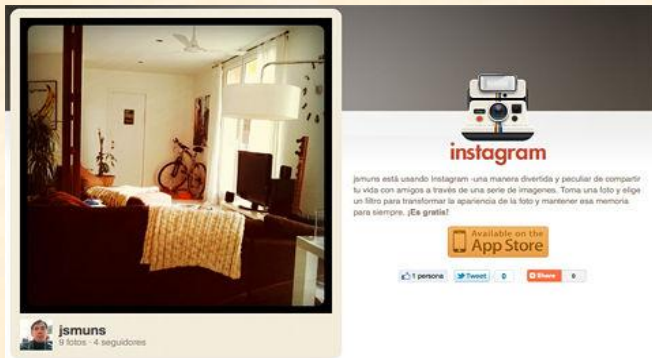 instagram
jsmuns está usando Instagram -una manera divertida y peculiar de compartir
tu vida con amigos a través de una serie de imagenes. Toma una foto y elige
un filtro para transformar la apariencia de la foto y mantener esa memoria
para siempre. ¡Es gratis!
Available on the
App Store
1 persona Tweet 0 Share 0
jsmuns
9 fotos · 4 seguidores